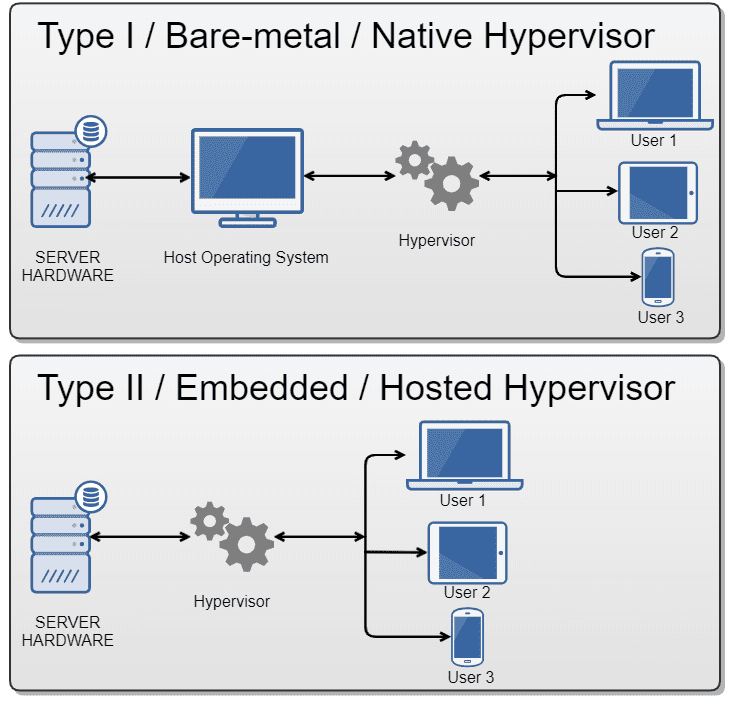 Type I / Bare-metal / Native Hypervisor
User 1
User 2
Hypervisor
SERVER
HARDWARE
Host Operating System
User 3
Type II / Embedded / Hosted Hypervisor
User 1
User 2
Hypervisor
SERVER
HARDWARE
User 3